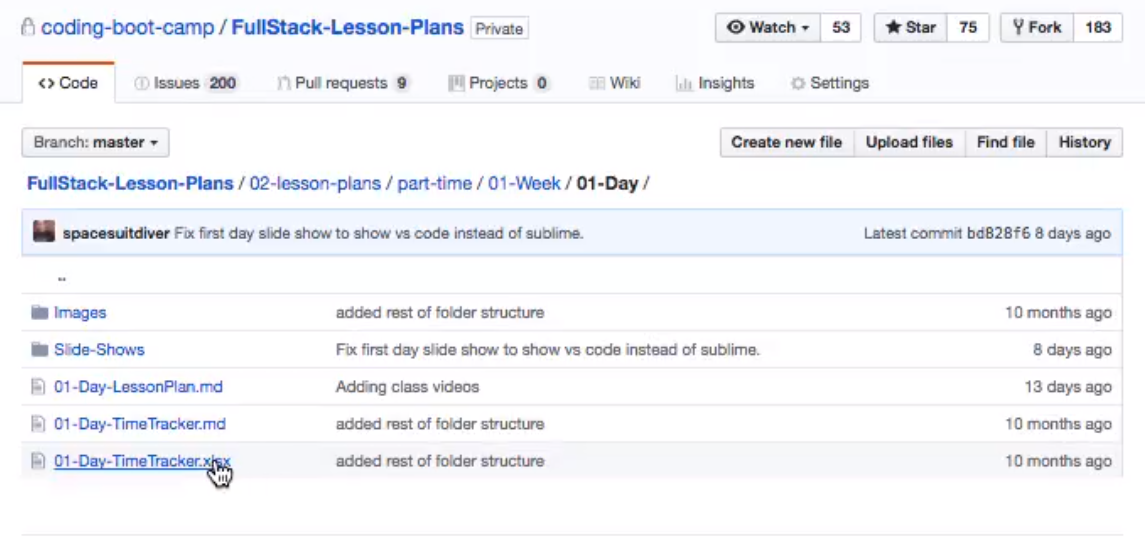 coding-boot-camp / FullStack-Lesson-Plans Private Watch 53 Star 75 Fork 183
Code Issues 200 Pull requests 9 Projects 0 Wiki Insights Settings
Branch: master Create new file Upload files Find file History
FullStack-Lesson-Plans / 02-lesson-plans / part-time / 01-Week / 01-Day /
spacesuitdiver Fix first day slide show to show vs code instead of sublime. Latest commit bd828f6 8 days ago
..
Images added rest of folder structure 10 months ago
Slide-Shows Fix first day slide show to show vs code instead of sublime. 8 days ago
01-Day-LessonPlan.md Adding class videos 13 days ago
01-Day-TimeTracker.md added rest of folder structure 10 months ago
01-Day-TimeTracker.xlsx added rest of folder structure 10 months ago